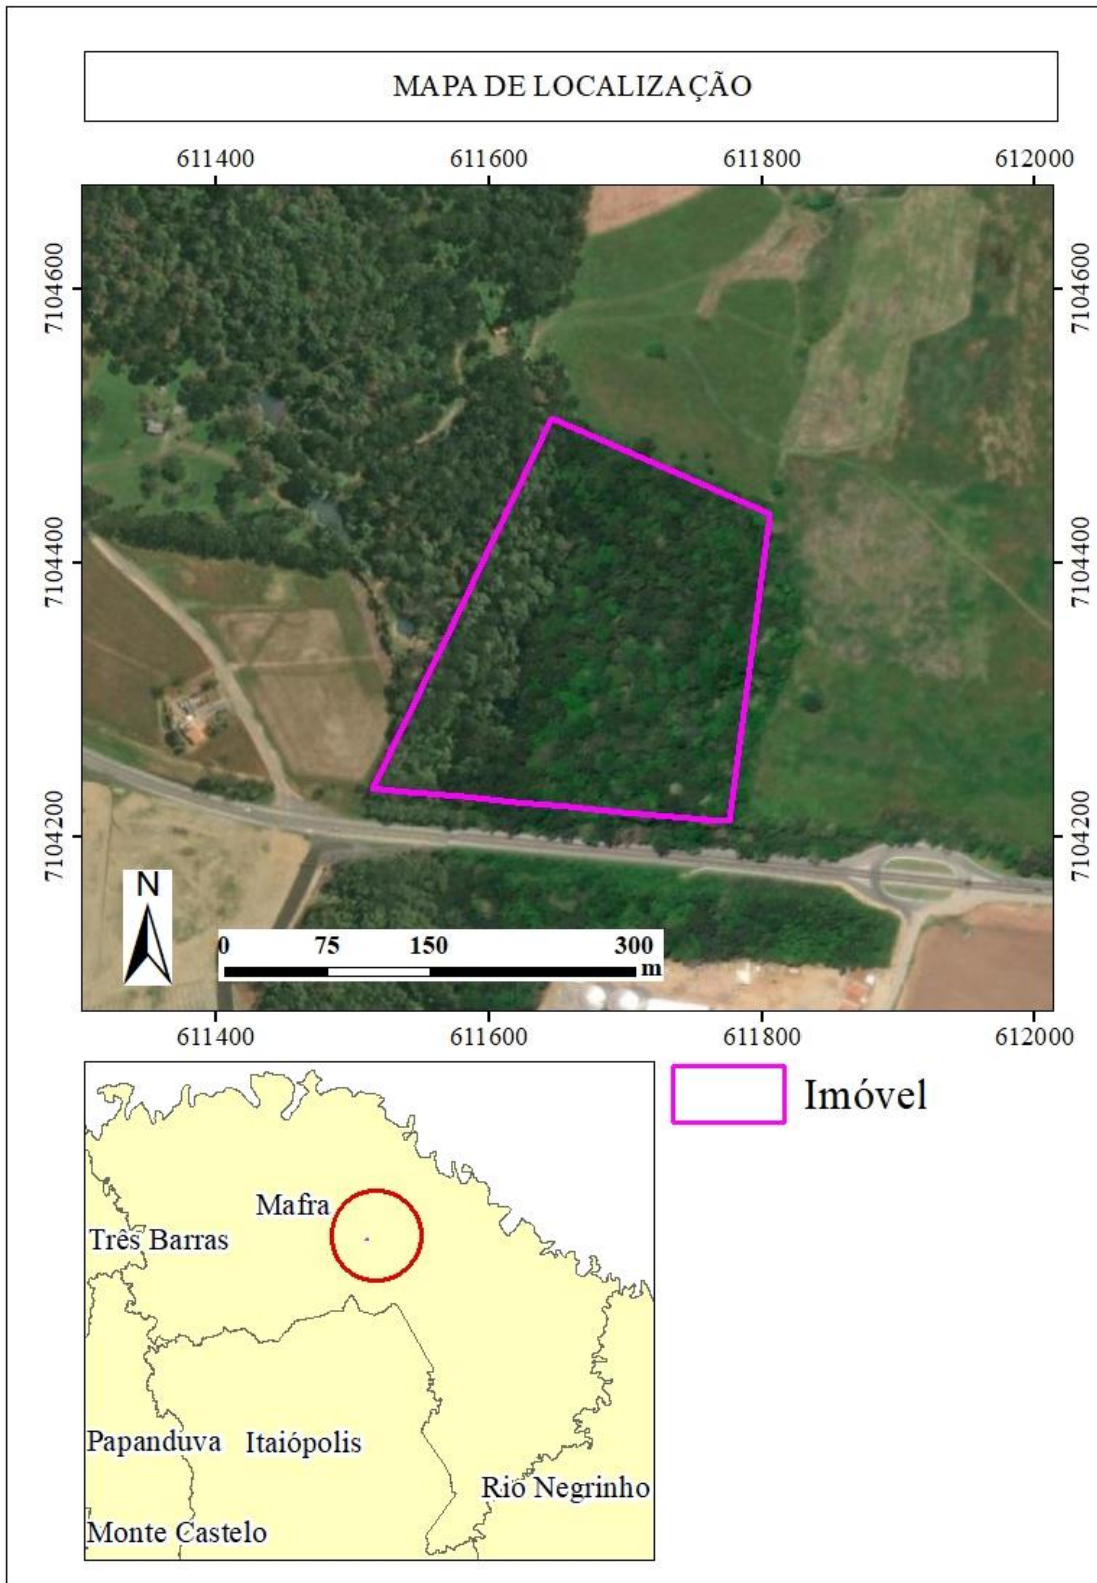 MAPA DE LOCALIZAÇÃO
611400 611600 611800 612000
7104600 7104600
7104400 7104400
7104200 7104200
N
0 75 150 300
m
611400 611600 611800 612000
Imóvel
Mafra
Três Barras
Papanduva Itaiópolis
Rio Negrinho
Monte Castelo